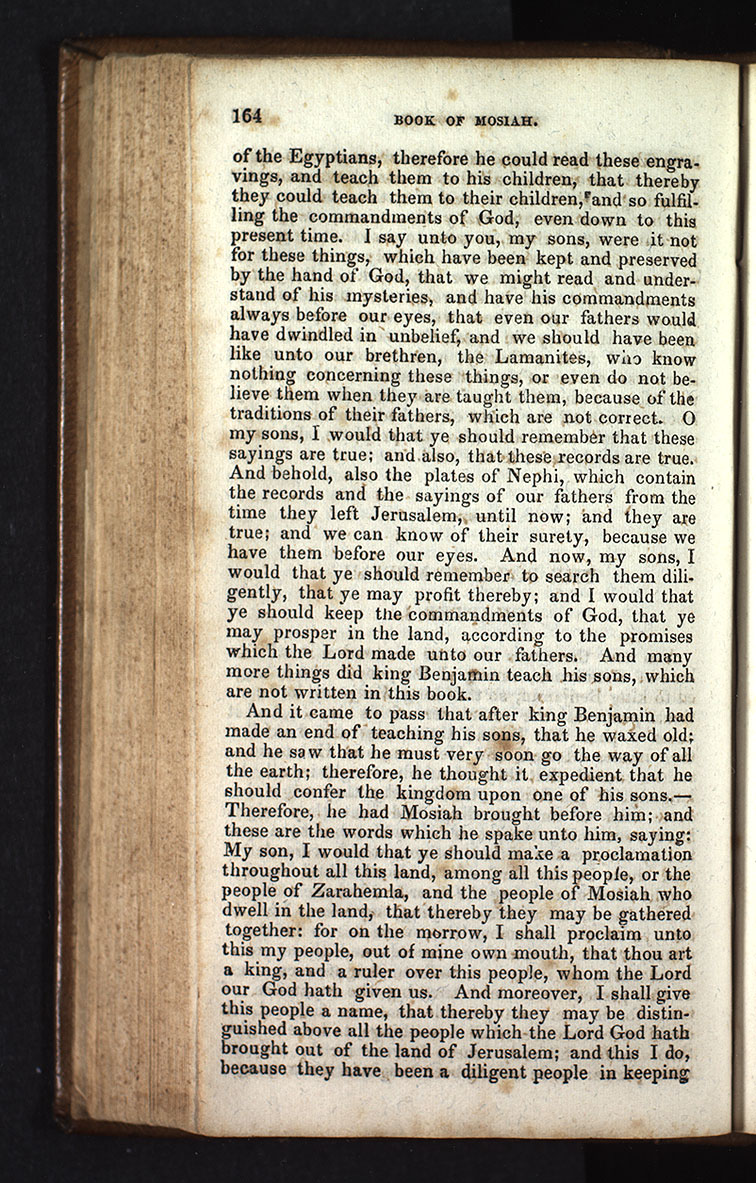 164
BOOK OF MOSIAH.
of the Egyptians, therefore he could read these engra-
vings, and teach them to his children, that thereby
they could teach them to their children, and so fulfil-
ling the commandments of God, even down to this
present time. I say unto you, my sons, were it not
for these things, which have been kept and preserved
by the hand of God, that we might read and under-
stand of his mysteries, and have his commandments
always before our eyes, that even our fathers would
have dwindled in unbelief, and we should have been
like unto our brethren, the Lamanites, who know
nothing concerning these things, or even do not be-
lieve them when they are taught them, because of the
traditions of their fathers, which are not correct. O
my sons, I would that ye should remember that these
sayings are true; and also, that these records are true.
And behold, also the plates of Nephi, which contain
the records and the sayings of our fathers from the
time they left Jerusalem, until now; and they are
true; and we can know of their surety, because we
have them before our eyes. And now, my sons, I
would that ye should remember to search them dili-
gently, that ye may profit thereby; and I would that
ye should keep the commandments of God, that ye
may prosper in the land, according to the promises
which the Lord made unto our fathers. And many
more things did king Benjamin teach his sons, which
are not written in this book.
And it came to pass that after king Benjamin had
made an end of teaching his sons, that he waxed old;
and he saw that he must very soon go the way of all
the earth; therefore, he thought it expedient that he
should confer the kingdom upon one of his sons.—
Therefore, he had Mosiah brought before him; and
these are the words which he spake unto him, saying:
My son, I would that ye should make a proclamation
throughout all this land, among all this people, or the
people of Zarahemla, and the people of Mosiah who
dwell in the land, that thereby they may be gathered
together: for on the morrow, I shall proclaim unto
this my people, out of mine own mouth, that thou art
a king, and a ruler over this people, whom the Lord
our God hath given us. And moreover, I shall give
this people a name, that thereby they may be distin-
guished above all the people which the Lord God hath
brought out of the land of Jerusalem; and this I do,
because they have been a diligent people in keeping